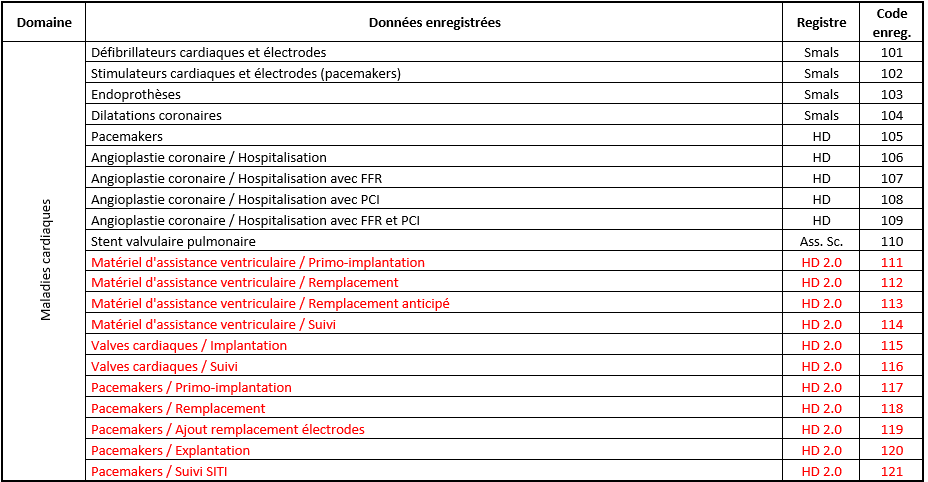 Domaine Données enregistrées Registre Code enreg.
Maladies cardiaques
Défibrillateurs cardiaques et électrodes Smals 101
Stimulateurs cardiaques et électrodes (pacemakers) Smals 102
Endoprothèses Smals 103
Dilatations coronaires Smals 104
Pacemakers HD 105
Angioplastie coronaire / Hospitalisation HD 106
Angioplastie coronaire / Hospitalisation avec FFR HD 107
Angioplastie coronaire / Hospitalisation avec PCI HD 108
Angioplastie coronaire / Hospitalisation avec FFR et PCI HD 109
Stent valvulaire pulmonaire Ass. Sc. 110
Matériel d'assistance ventriculaire / Primo-implantation HD 2.0 111
Matériel d'assistance ventriculaire / Remplacement HD 2.0 112
Matériel d'assistance ventriculaire / Remplacement anticipé HD 2.0 113
Matériel d'assistance ventriculaire / Suivi HD 2.0 114
Valves cardiaques / Implantation HD 2.0 115
Valves cardiaques / Suivi HD 2.0 116
Pacemakers / Primo-implantation HD 2.0 117
Pacemakers / Remplacement HD 2.0 118
Pacemakers / Ajout remplacement électrodes HD 2.0 119
Pacemakers / Explantation HD 2.0 120
Pacemakers / Suivi SITI HD 2.0 121